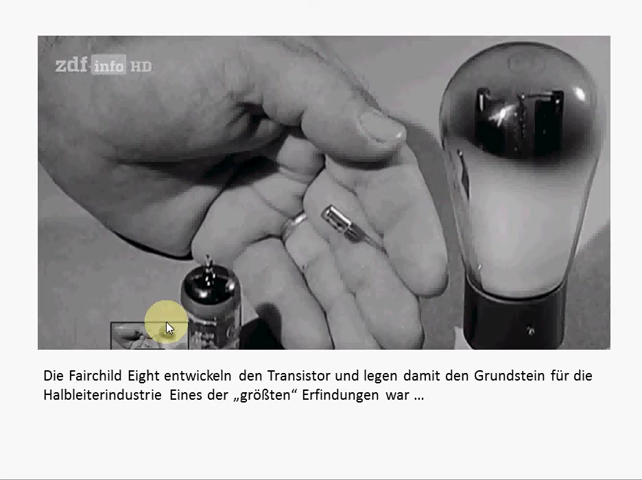 zdf info HD
Die Fairchild Eight entwickeln den Transistor und legen damit den Grundstein für die
Halbleiterindustrie Eines der „größten“ Erfindungen war ...